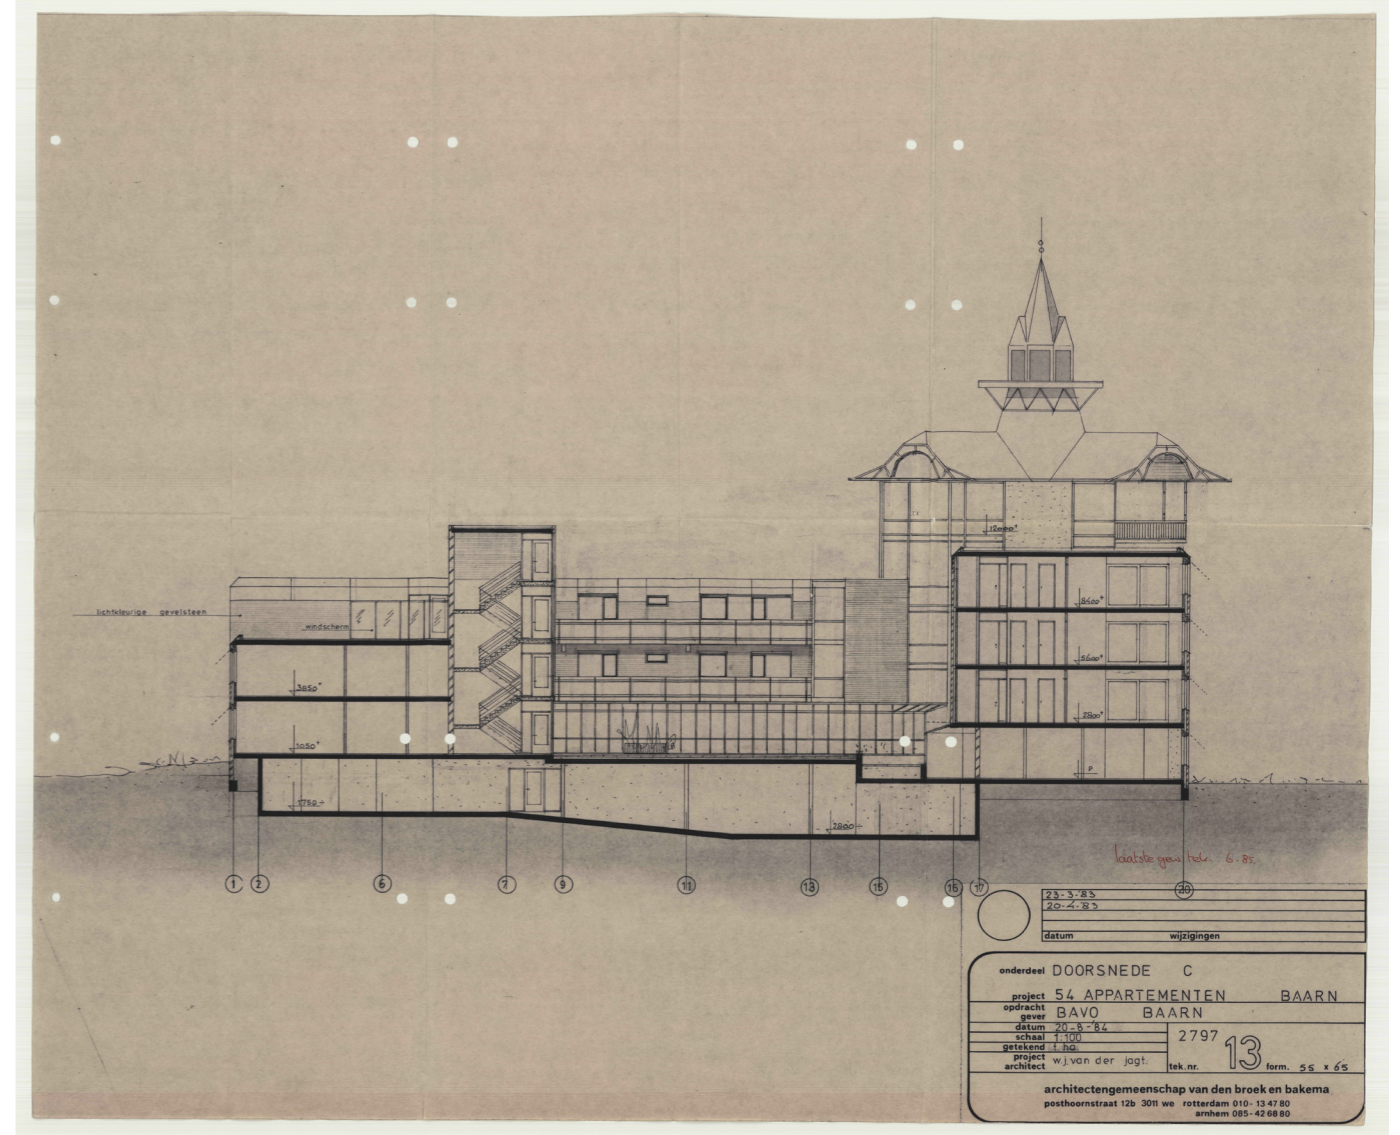 12000+
8400+
lichtkleurige gevelsteen
windscherm
5600+
3850+
2800+
1050+
P
1750-
2800-
laatste gew. tek. 6-85.
1 2 6 7 9 11 13 15 16 17 20
23-3-'83
20-4-'83
datum wijzigingen
onderdeel DOORSNEDE C
project 54 APPARTEMENTEN BAARN
opdracht gever BAVO BAARN
datum 20-8-'84
schaal 1:100
getekend t. ha.
project architect w.j. van der jagt.
2797 13
tek.nr. form. 55 x 65
architectengemeenschap van den broek en bakema
posthoornstraat 12b 3011 we rotterdam 010-13 47 80
arnhem 085-42 68 80